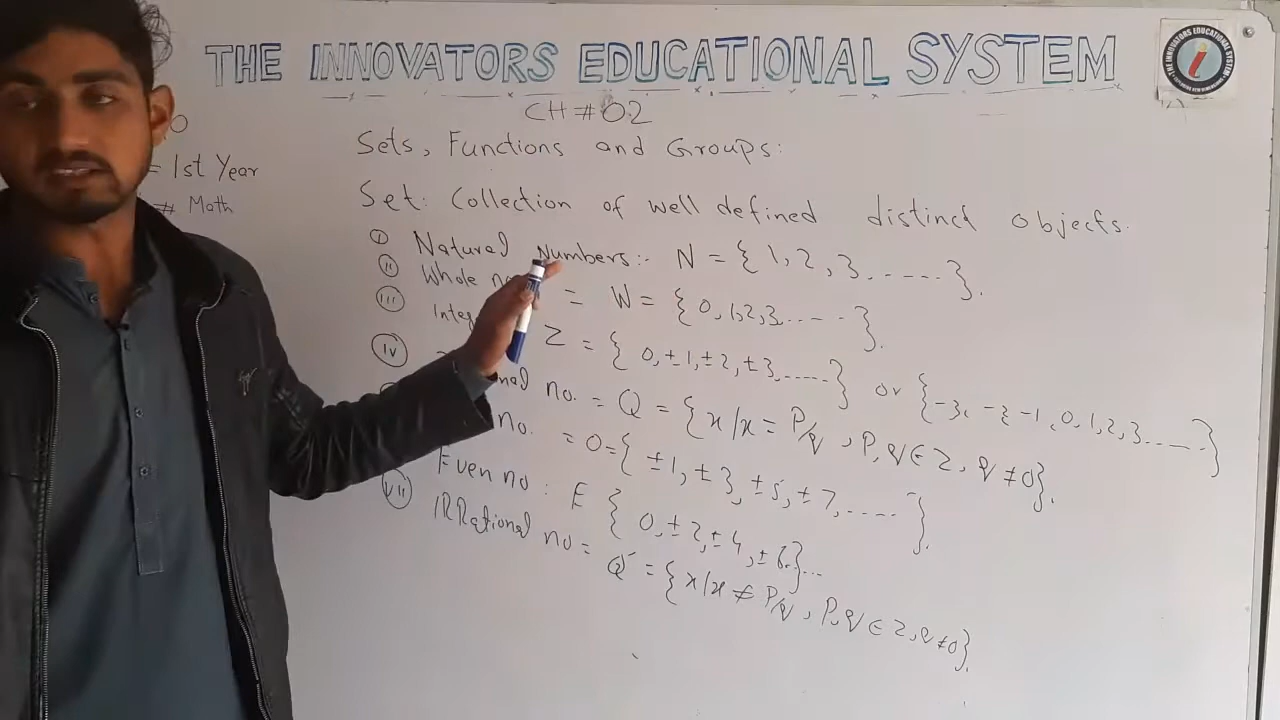 THE INNOVATORS EDUCATIONAL SYSTEM
CH#02
= 1st Year
# Math
Sets, Functions and Groups:
Set: Collection of well defined distinct objects.
(i) Natural Numbers:- N = { 1, 2, 3, ..... }.
(ii) Whole = W = { 0, 1, 2, 3, ..... }.
(iii) Z = { 0, ±1, ±2, ±3, ..... } or { -3, -2 -1, 0, 1, 2, 3, ..... }
(iv) no. = Q = { x/x = P/q , P, q ∈ Z, q ≠ 0}.
no. = O = { ±1, ±3, ±5, ±7, ..... }.
Even no : E { 0, ±2, ±4, ±6.}...
(vii) IRRational no = Q' = { x/x ≠ P/q , P, q ∈ Z, q ≠ 0}.